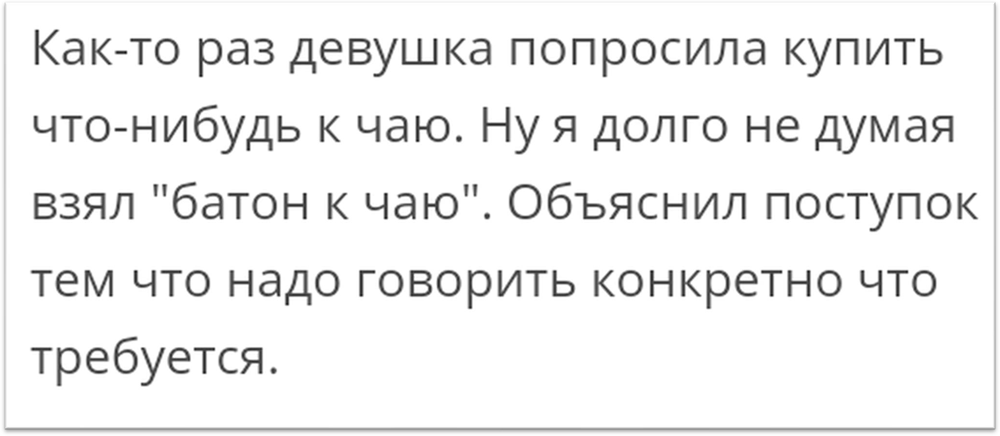 Как-то раз девушка попросила купить
что-нибудь к чаю. Ну я долго не думая
взял "батон к чаю". Объяснил поступок
тем что надо говорить конкретно что
требуется.